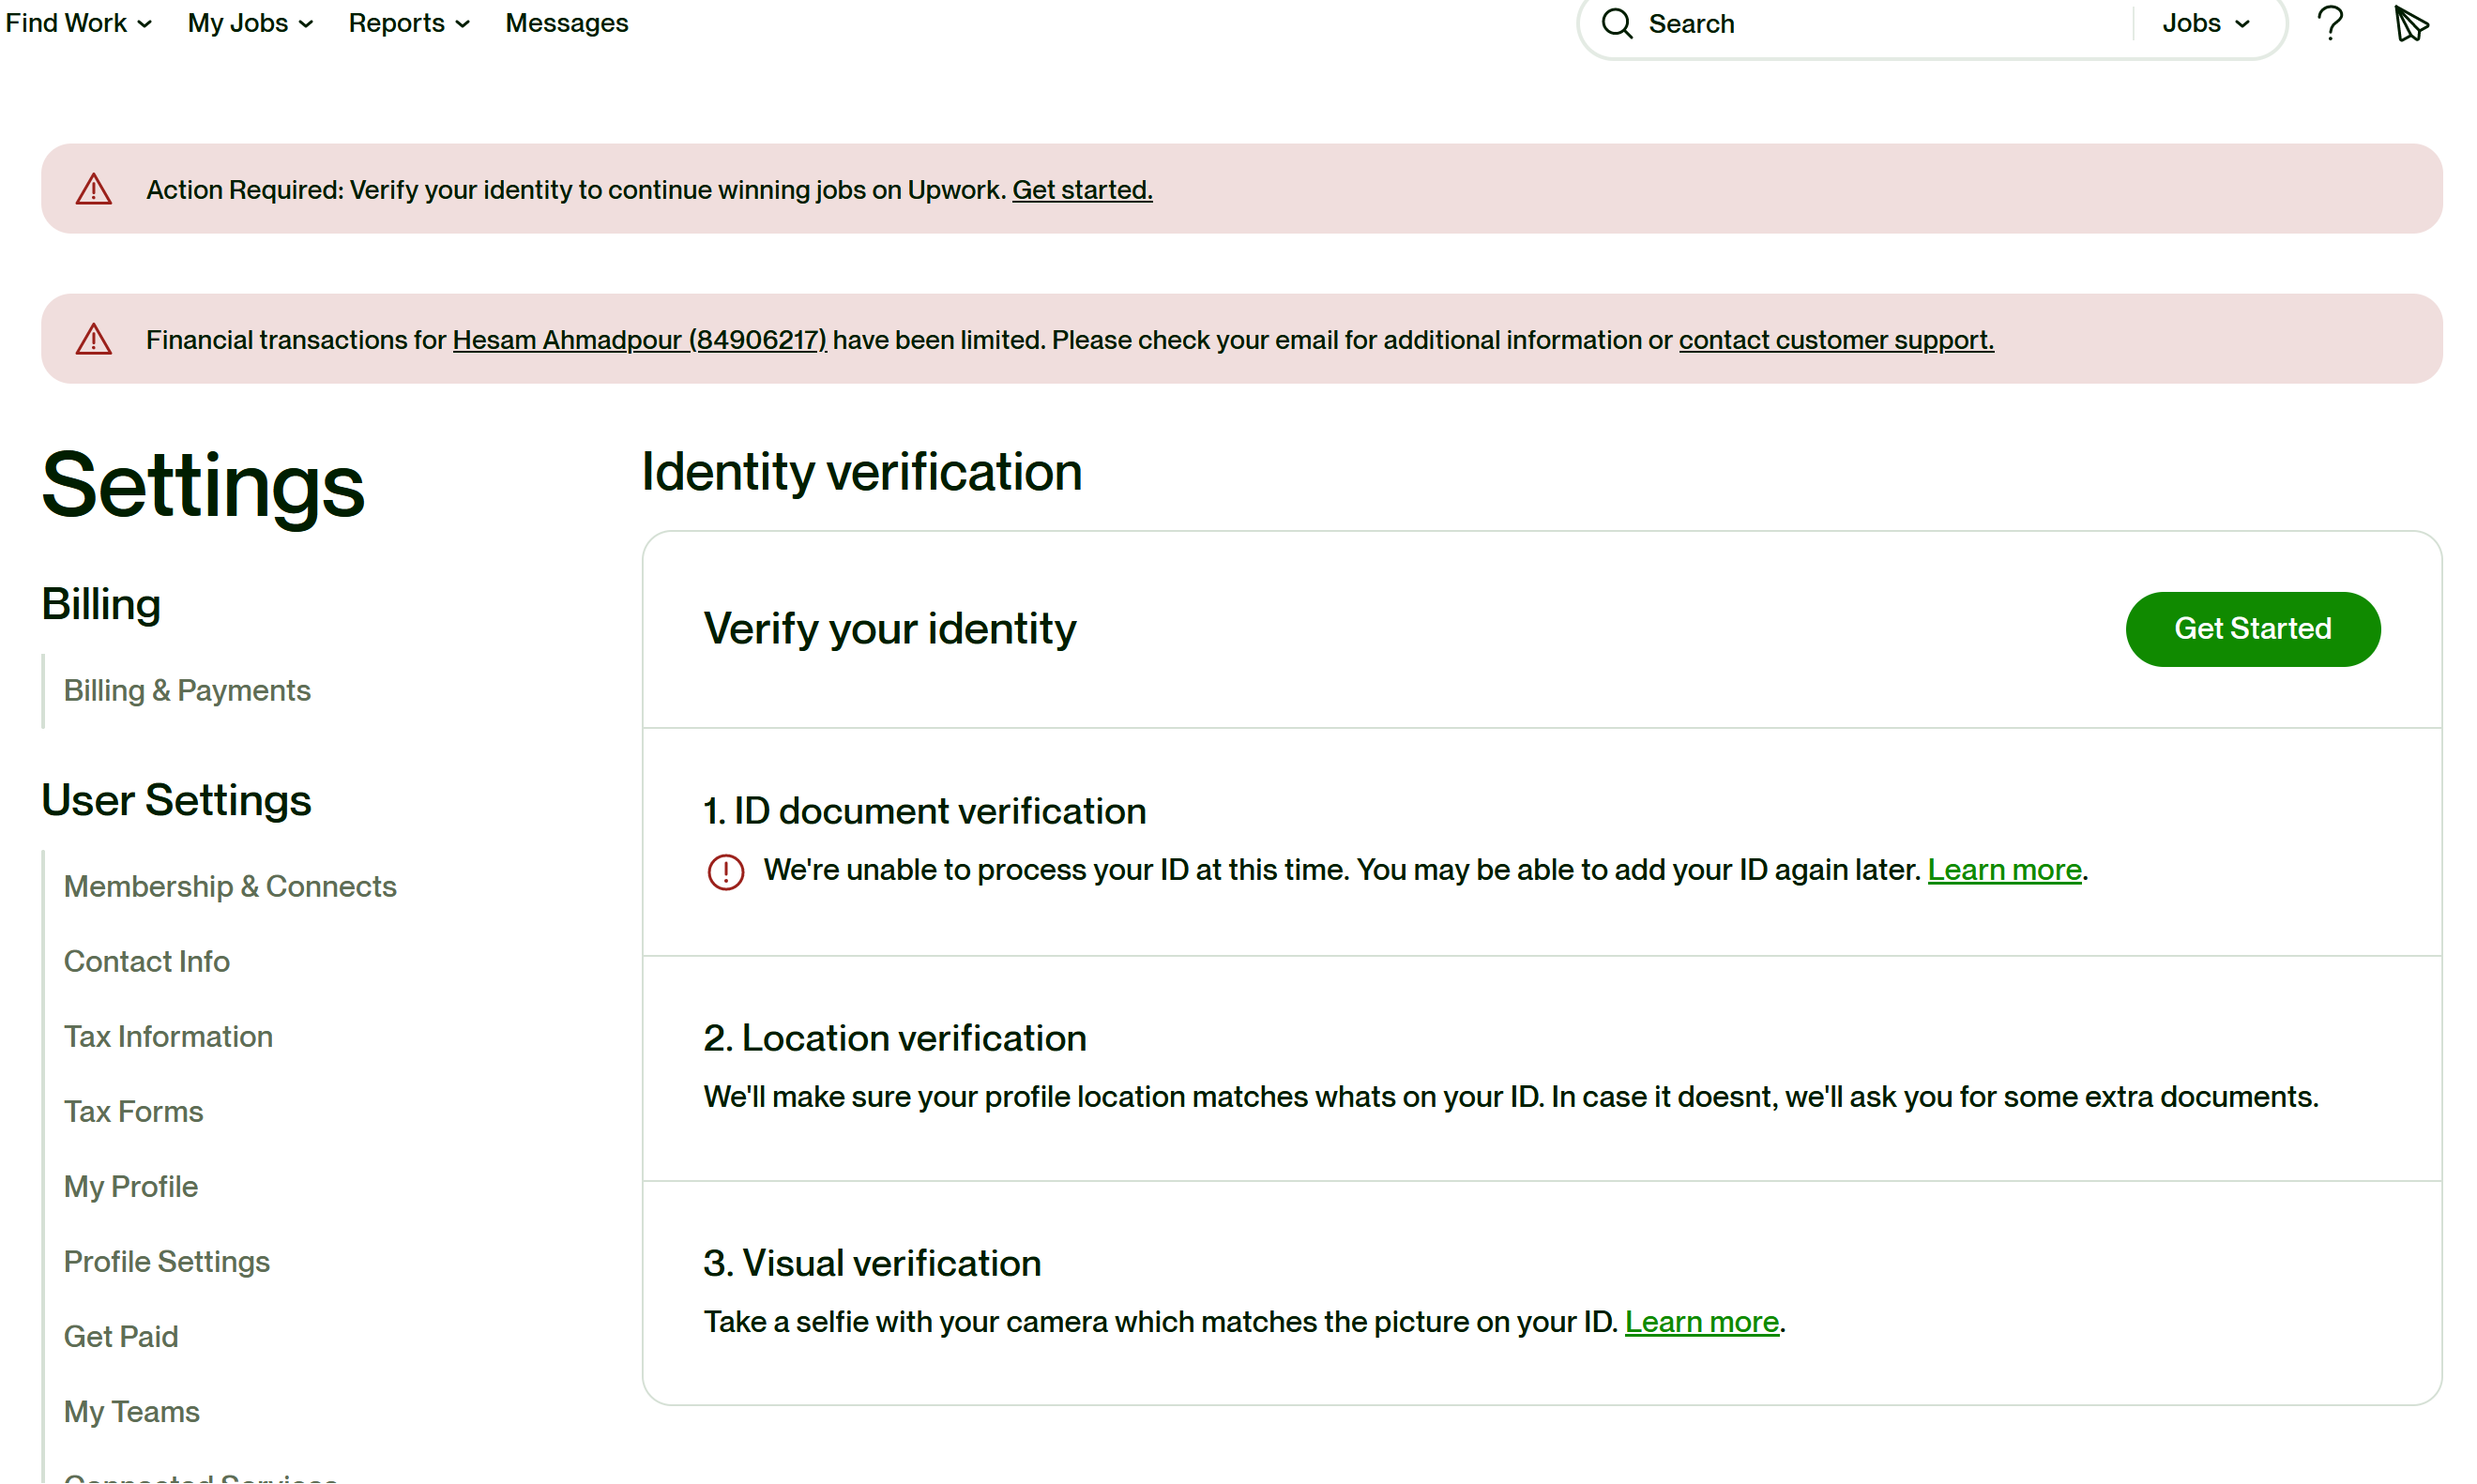 Find Work
My Jobs
Reports
Messages
Search
Jobs
Action Required: Verify your identity to continue winning jobs on Upwork. Get started.
Financial transactions for Hesam Ahmadpour (84906217) have been limited. Please check your email for additional information or contact customer support.
Settings
Billing
Billing & Payments
User Settings
Membership & Connects
Contact Info
Tax Information
Tax Forms
My Profile
Profile Settings
Get Paid
My Teams
Connected Services
Identity verification
Verify your identity
Get Started
1. ID document verification
We're unable to process your ID at this time. You may be able to add your ID again later. Learn more.
2. Location verification
We'll make sure your profile location matches whats on your ID. In case it doesnt, we'll ask you for some extra documents.
3. Visual verification
Take a selfie with your camera which matches the picture on your ID. Learn more.